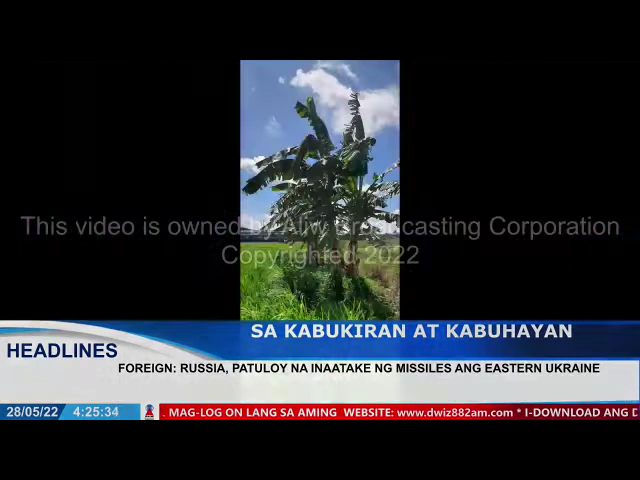 This video is owned by Aliw Broadcasting Corporation
Copyrighted 2022
SA KABUKIRAN AT KABUHAYAN
HEADLINES
FOREIGN: RUSSIA, PATULOY NA INAATAKE NG MISSILES ANG EASTERN UKRAINE
28/05/22 4:25:34 . MAG-LOG ON LANG SA AMING WEBSITE: www.dwiz882am.com * I-DOWNLOAD ANG D